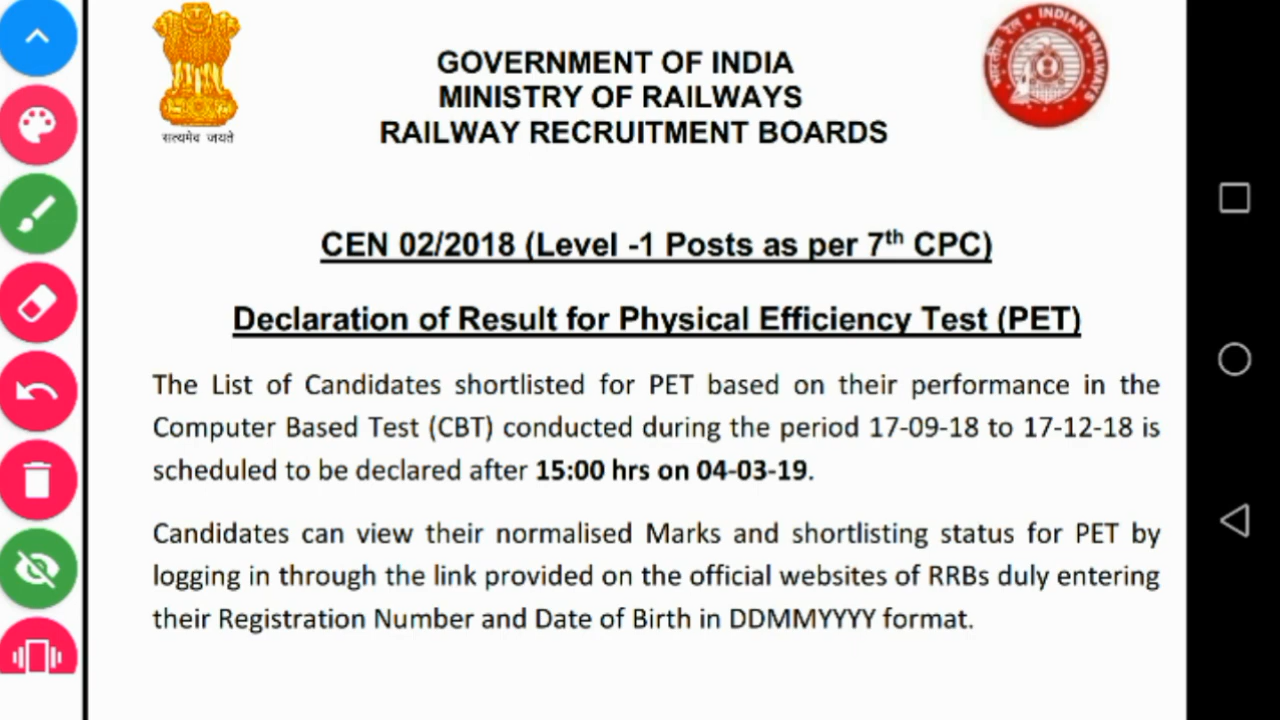 सत्यमेव जयते
भारतीय रेल INDIAN RAILWAYS
GOVERNMENT OF INDIA
MINISTRY OF RAILWAYS
RAILWAY RECRUITMENT BOARDS
CEN 02/2018 (Level -1 Posts as per 7th CPC)
Declaration of Result for Physical Efficiency Test (PET)
The List of Candidates shortlisted for PET based on their performance in the
Computer Based Test (CBT) conducted during the period 17-09-18 to 17-12-18 is
scheduled to be declared after 15:00 hrs on 04-03-19.
Candidates can view their normalised Marks and shortlisting status for PET by
logging in through the link provided on the official websites of RRBs duly entering
their Registration Number and Date of Birth in DDMMYYYY format.